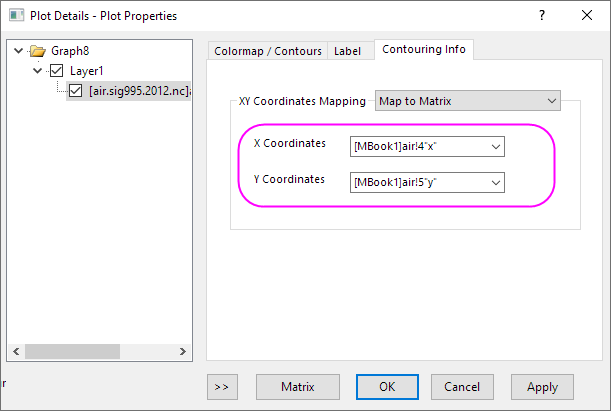 Plot Details - Plot Properties
?
Graph8
Layer1
[air.sig995.2012.nc]a
Colormap / Contours
Label
Contouring Info
XY Coordinates Mapping
Map to Matrix
X Coordinates
[MBook1]air!4"x"
Y Coordinates
[MBook1]air!5"y"
r
>>
Matrix
OK
Cancel
Apply